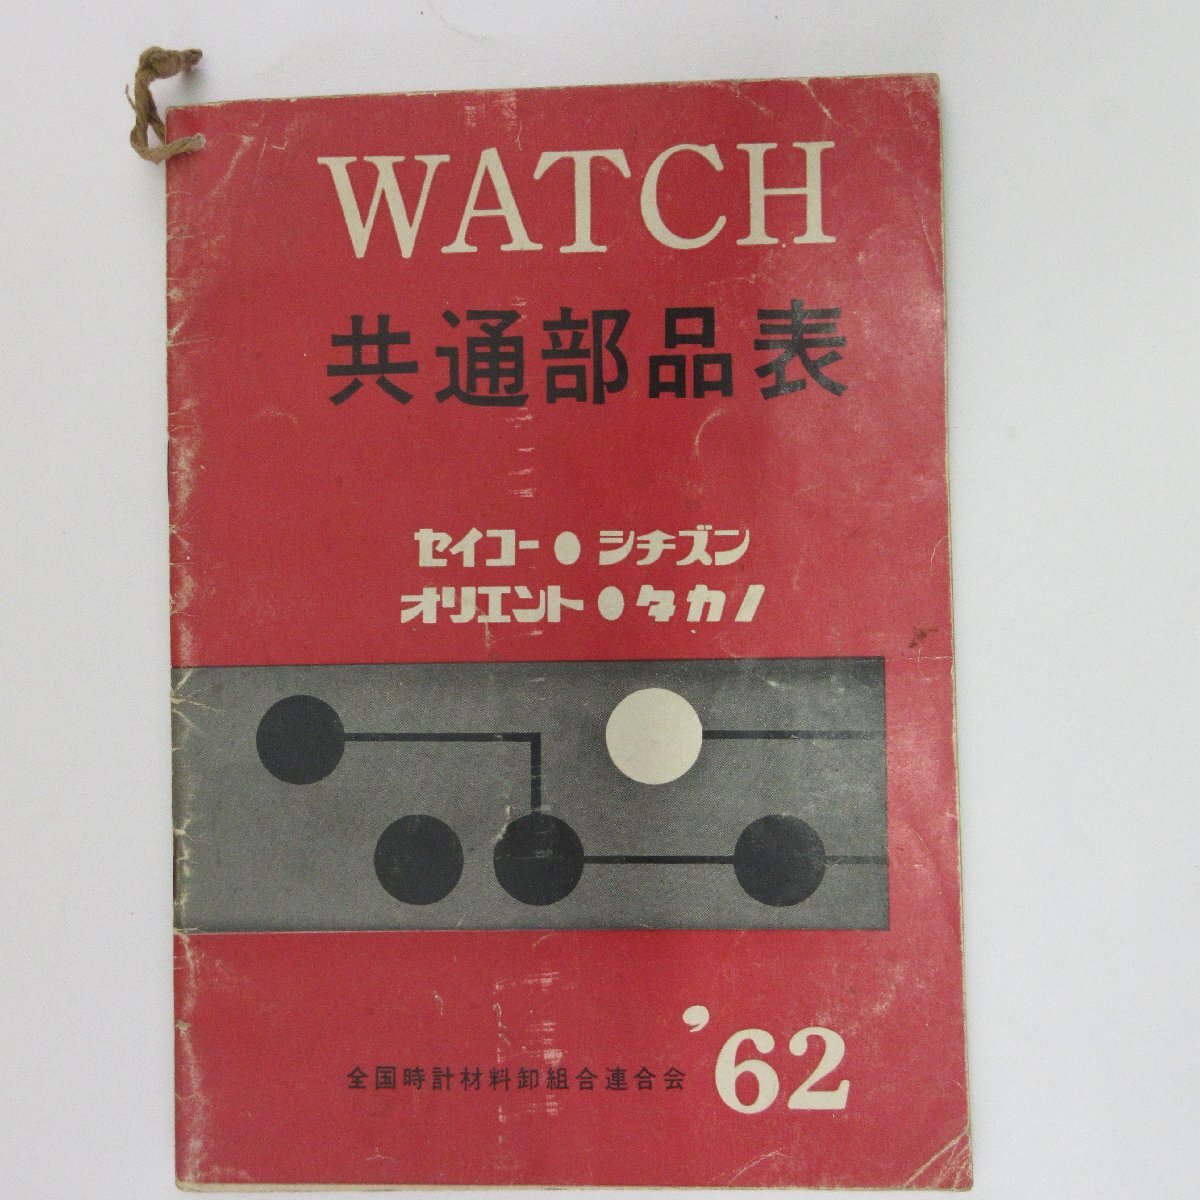 WATCH
共通部品表
セイコー●シチズン
オリエント●タカノ
'62
全国時計材料卸組合連合会